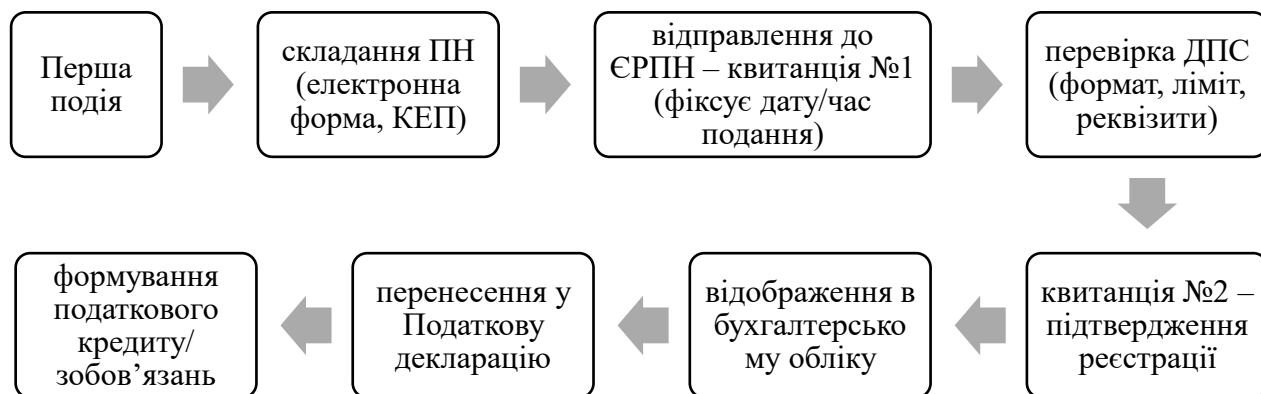 Перша
подія
складання ПН
(електронна
форма, КЕП)
відправлення до
ЄРПН – квитанція №1
(фіксує дату/час
подання)
перевірка ДПС
(формат, ліміт,
реквізити)
квитанція №2 –
підтвердження
реєстрації
відображення в
бухгалтерсько
му обліку
перенесення у
Податкову
декларацію
формування
податкового
кредиту/
зобов’язань